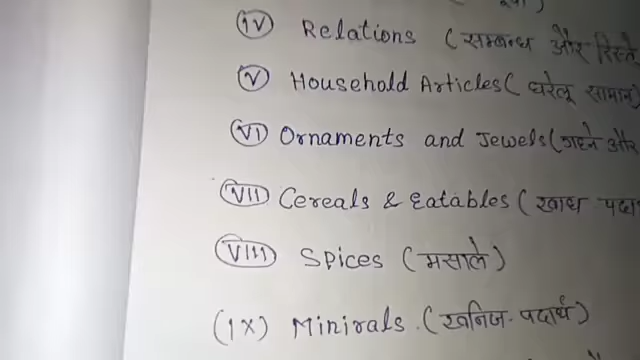 (IV) Relations (सम्बन्ध और रिश्ते
(V) Household Articles (घरेलू सामान)
(VI) Ornaments and Jewels (गहने और
(VII) Cereals & Eatables (खाद्य पदा
(VIII) Spices (मसाले)
(IX) Minirals. (खनिज-पदार्थ)